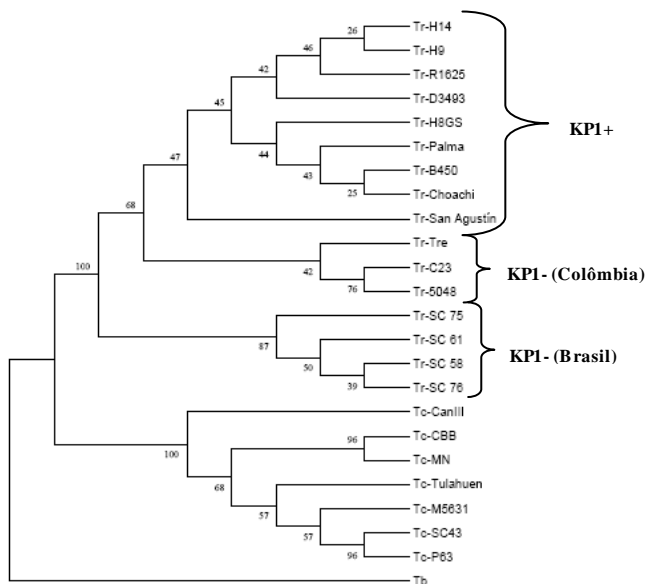 Tr-H14
26
Tr-H9
46
Tr-R1625
42
Tr-D3493
45
Tr-H8GS
KP1+
44
Tr-Palma
43
Tr-B450
47
25
Tr-Choachi
68
Tr-San Agustín
Tr-Tre
100
42
Tr-C23
KP1- (Colômbia)
76
Tr-5048
Tr-SC 75
87
Tr-SC 61
50
Tr-SC 58
KP1- (Brasil)
39
Tr-SC 76
Tc-CanIII
100
96
Tc-CBB
Tc-MN
68
Tc-Tulahuen
57
Tc-M5631
57
Tc-SC43
96
Tc-P63
Tb